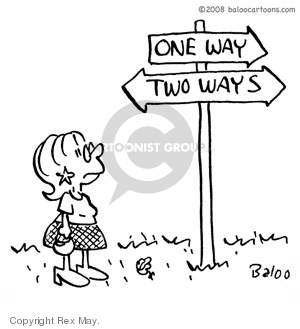 ©2008 baloocartoons.com
ONE WAY
TWO WAYS
CARTOONIST GROUP
Baloo
Copyright Rex May.